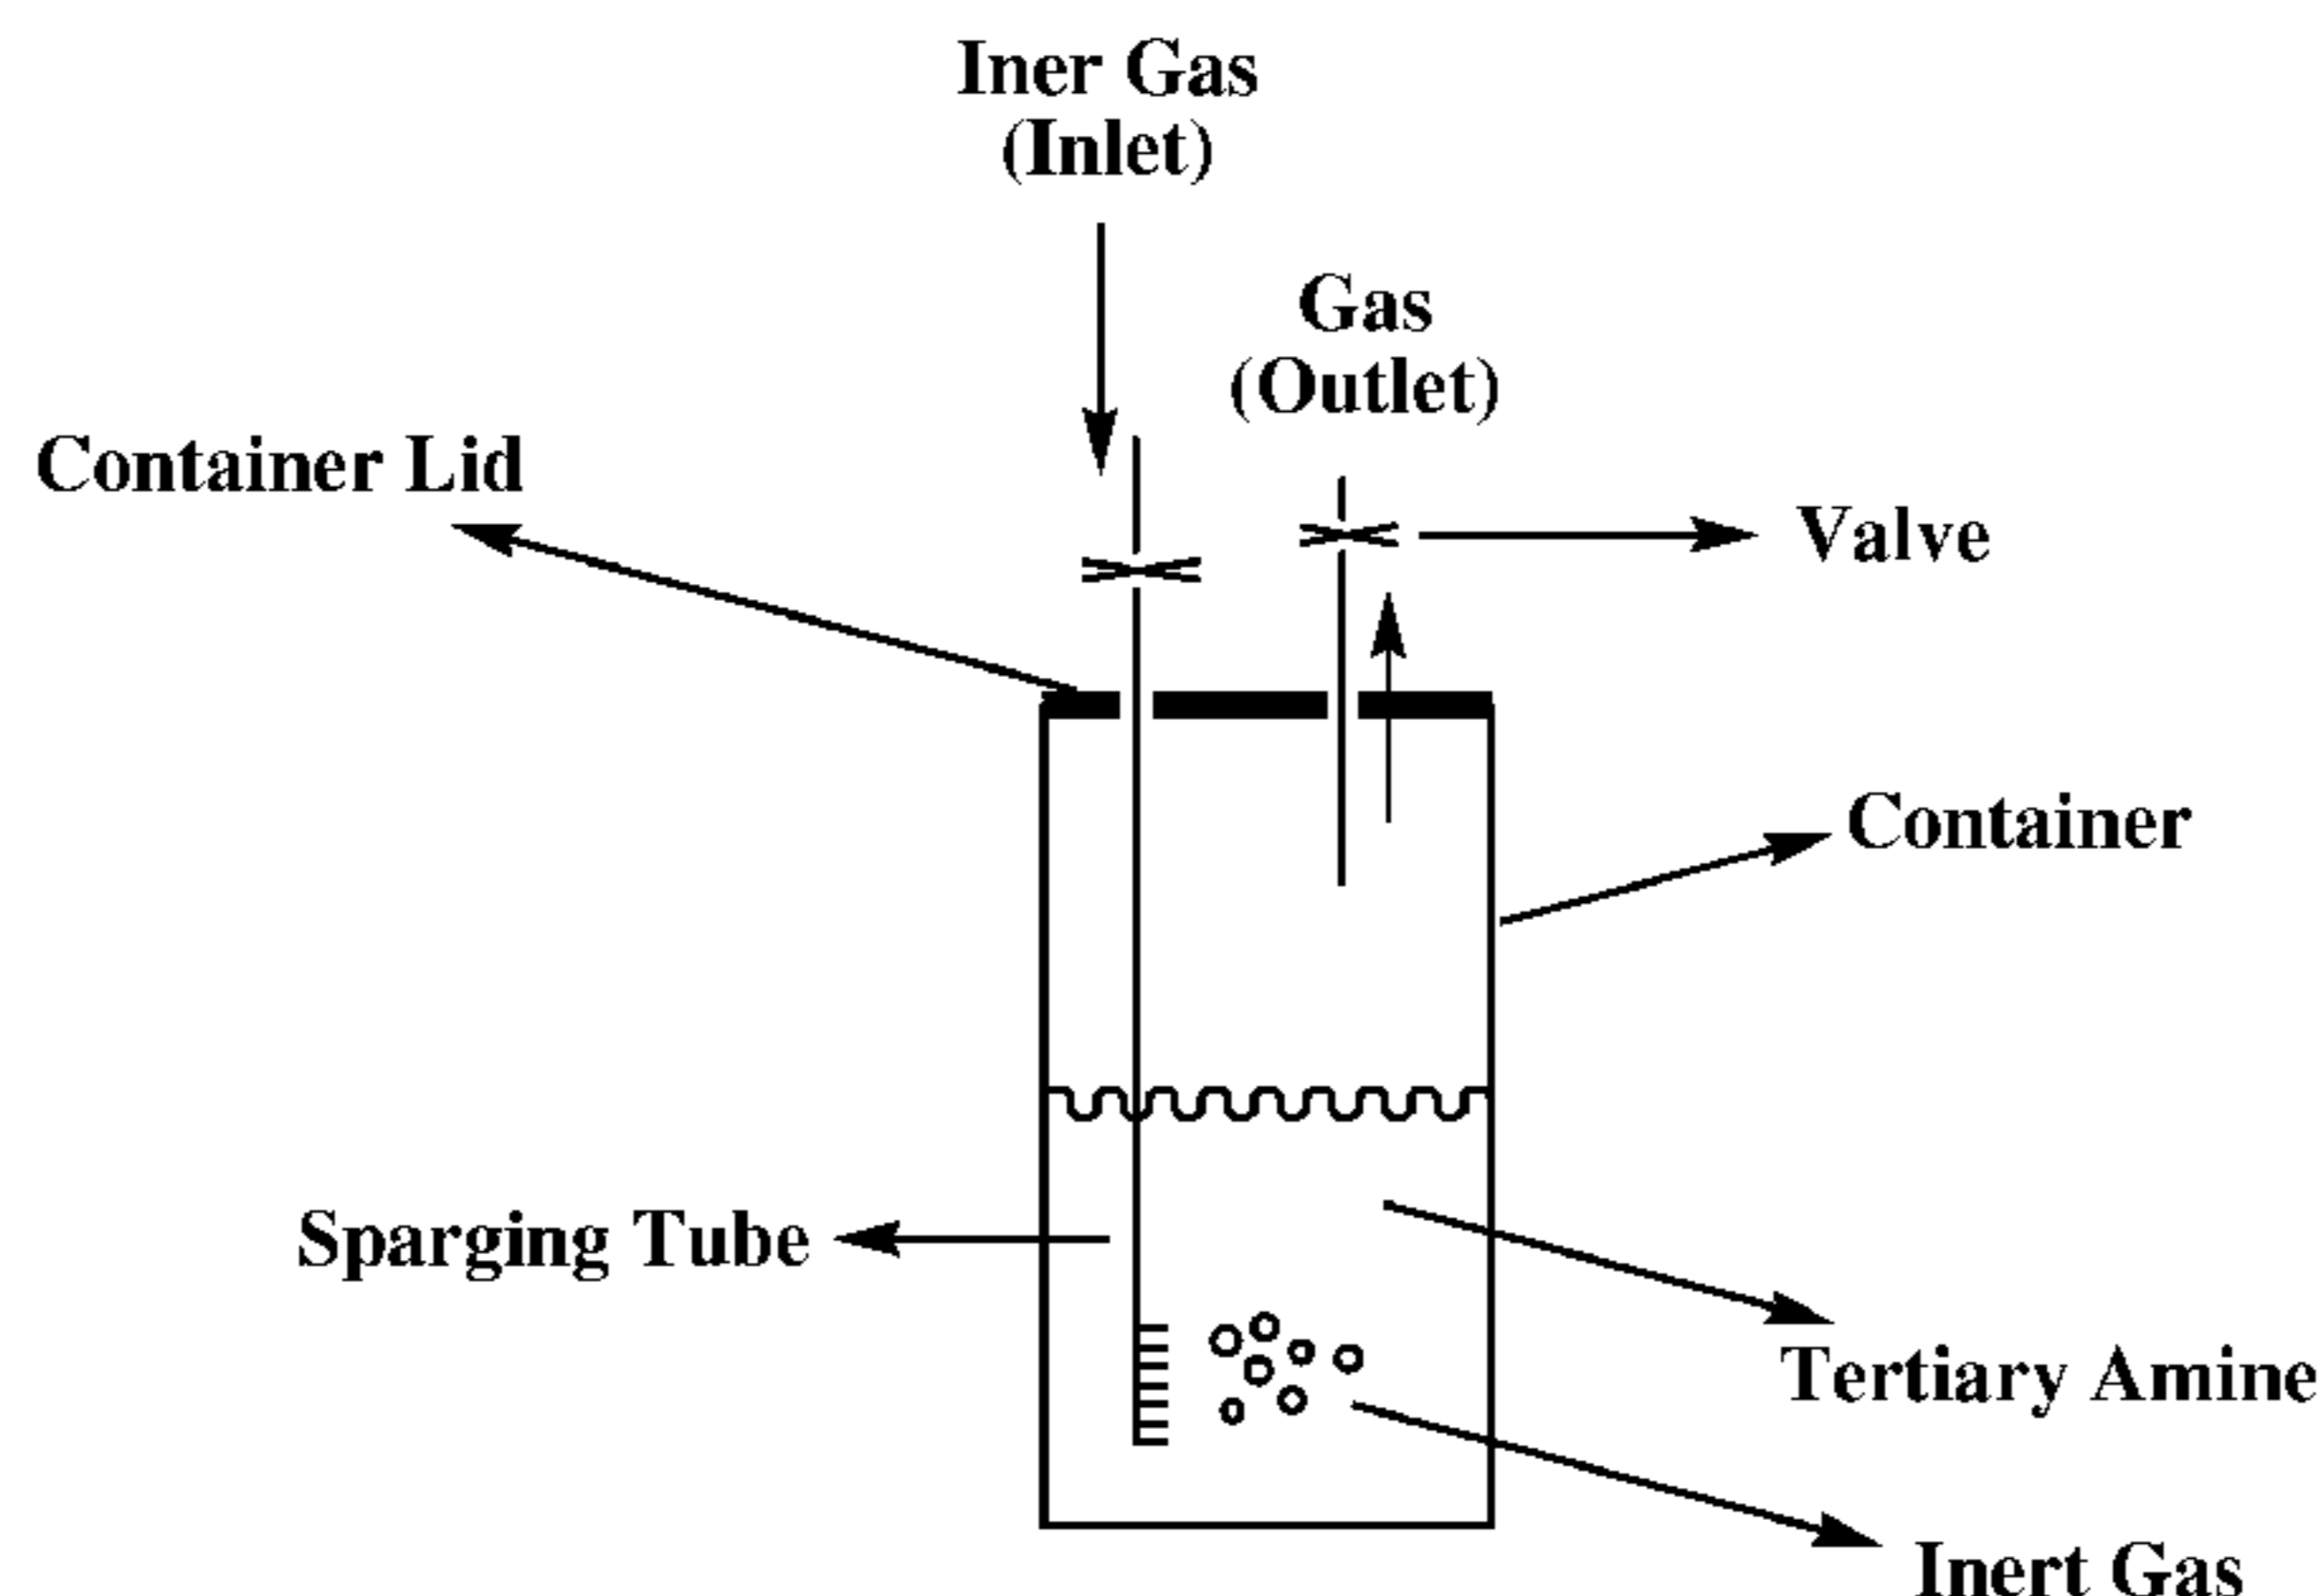 Iner Gas
(Inlet)
Gas
(Outlet)
Container Lid
Valve
Container
Sparging Tube
Tertiary Amine
Inert Gas